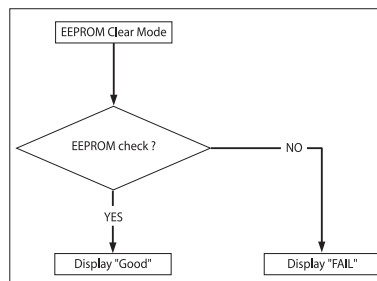 EEPROM Clear Mode
EEPROM check ?
NO
YES
Display "Good"
Display "FAIL"